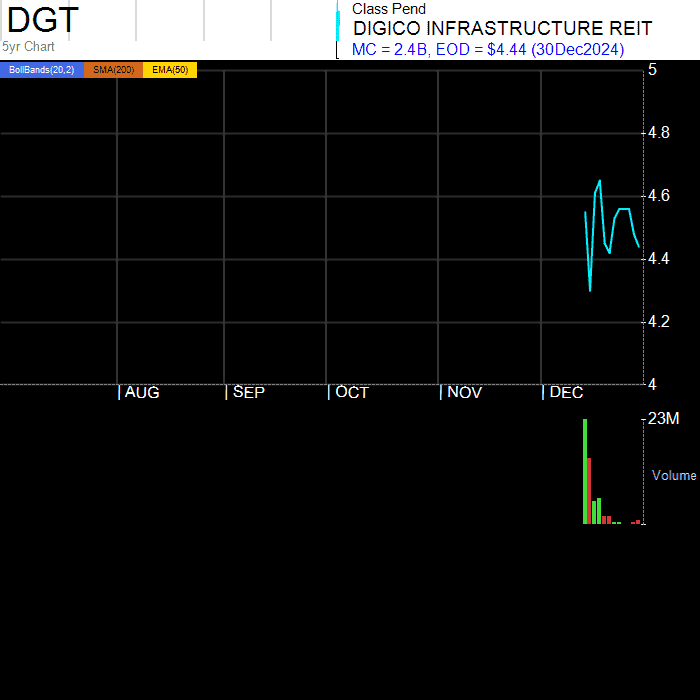 DGT
5yr Chart
Class Pend
DIGICO INFRASTRUCTURE REIT
MC = 2.4B, EOD = $4.44 (30Dec2024)
BollBands(20,2) SMA(200) EMA(50)
5
4.8
4.6
4.4
4.2
4
AUG SEP OCT NOV DEC
23M
Volume